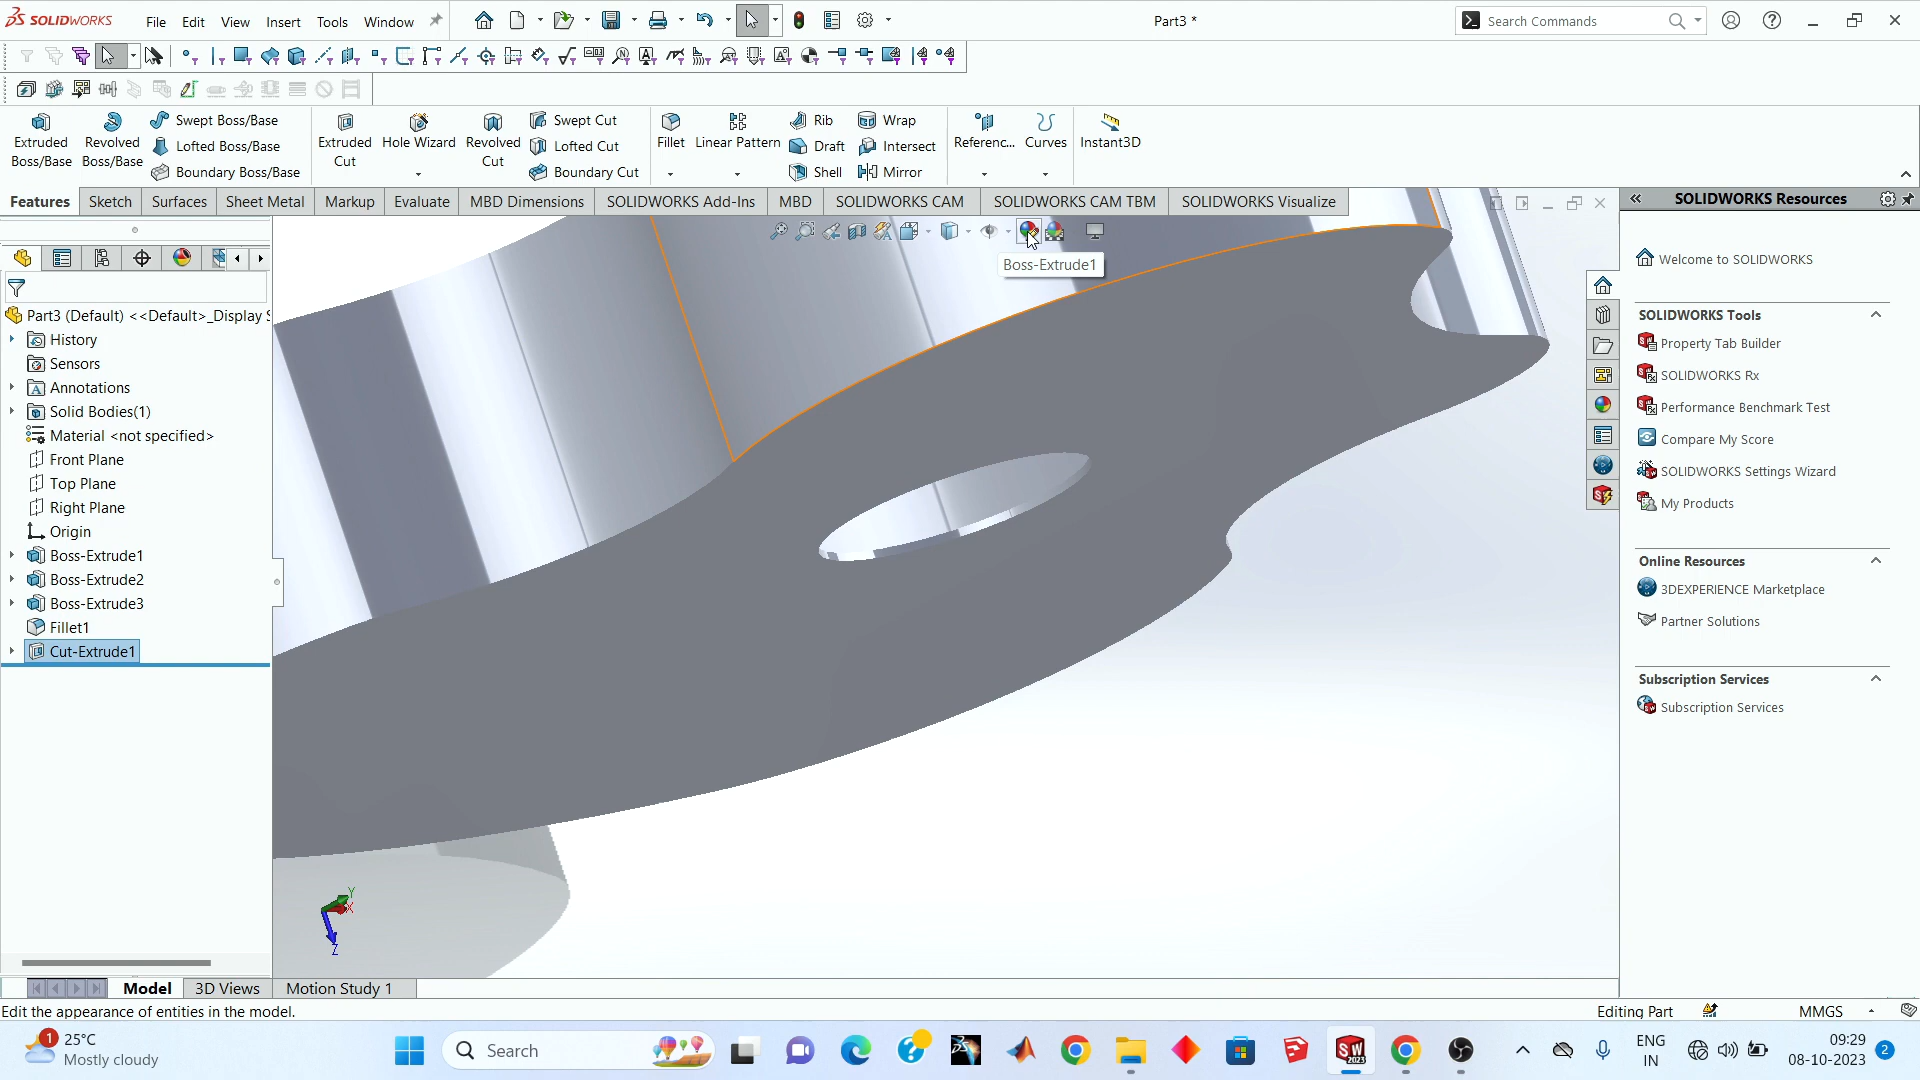 SOLIDWORKS File Edit View Insert Tools Window Part3 * Search Commands
Extruded Boss/Base Revolved Boss/Base Swept Boss/Base Lofted Boss/Base Boundary Boss/Base
Extruded Cut Hole Wizard Revolved Cut Swept Cut Lofted Cut Boundary Cut
Fillet Linear Pattern Rib Draft Shell Wrap Intersect Mirror
Referenc... Curves Instant3D
Features Sketch Surfaces Sheet Metal Markup Evaluate MBD Dimensions SOLIDWORKS Add-Ins MBD SOLIDWORKS CAM SOLIDWORKS CAM TBM SOLIDWORKS Visualize
Boss-Extrude1
Part3 (Default) <<Default>_Display S
History
Sensors
Annotations
Solid Bodies(1)
Material <not specified>
Front Plane
Top Plane
Right Plane
Origin
Boss-Extrude1
Boss-Extrude2
Boss-Extrude3
Fillet1
Cut-Extrude1
Y
X
Z
SOLIDWORKS Resources
Welcome to SOLIDWORKS
SOLIDWORKS Tools
Property Tab Builder
SOLIDWORKS Rx
Performance Benchmark Test
Compare My Score
SOLIDWORKS Settings Wizard
My Products
Online Resources
3DEXPERIENCE Marketplace
Partner Solutions
Subscription Services
Subscription Services
Model 3D Views Motion Study 1
Edit the appearance of entities in the model. Editing Part MMGS
1 25°C
Mostly cloudy
Search
SW
2023
ENG
IN
09:29
08-10-2023
2